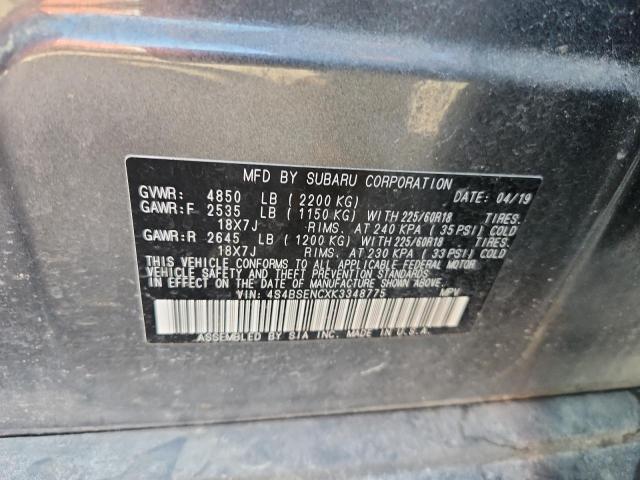 MFD BY SUBARU CORPORATION
GVWR: 4850 LB (2200 KG) DATE: 04/19
GAWR:F 2535 LB (1150 KG) WITH 225/60R18 TIRES,
18X7J RIMS, AT 240 KPA (35 PSI) COLD
GAWR:R 2645 LB (1200 KG) WITH 225/60R18 TIRES,
18X7J RIMS, AT 230 KPA (33 PSI) COLD
THIS VEHICLE CONFORMS TO ALL APPLICABLE FEDERAL MOTOR
VEHICLE SAFETY AND THEFT PREVENTION STANDARDS
IN EFFECT ON THE DATE OF MANUFACTURE SHOWN ABOVE.
VIN: 4S4BSENCXK3348775 MPV
ASSEMBLED BY SIA INC. MADE IN U.S.A.